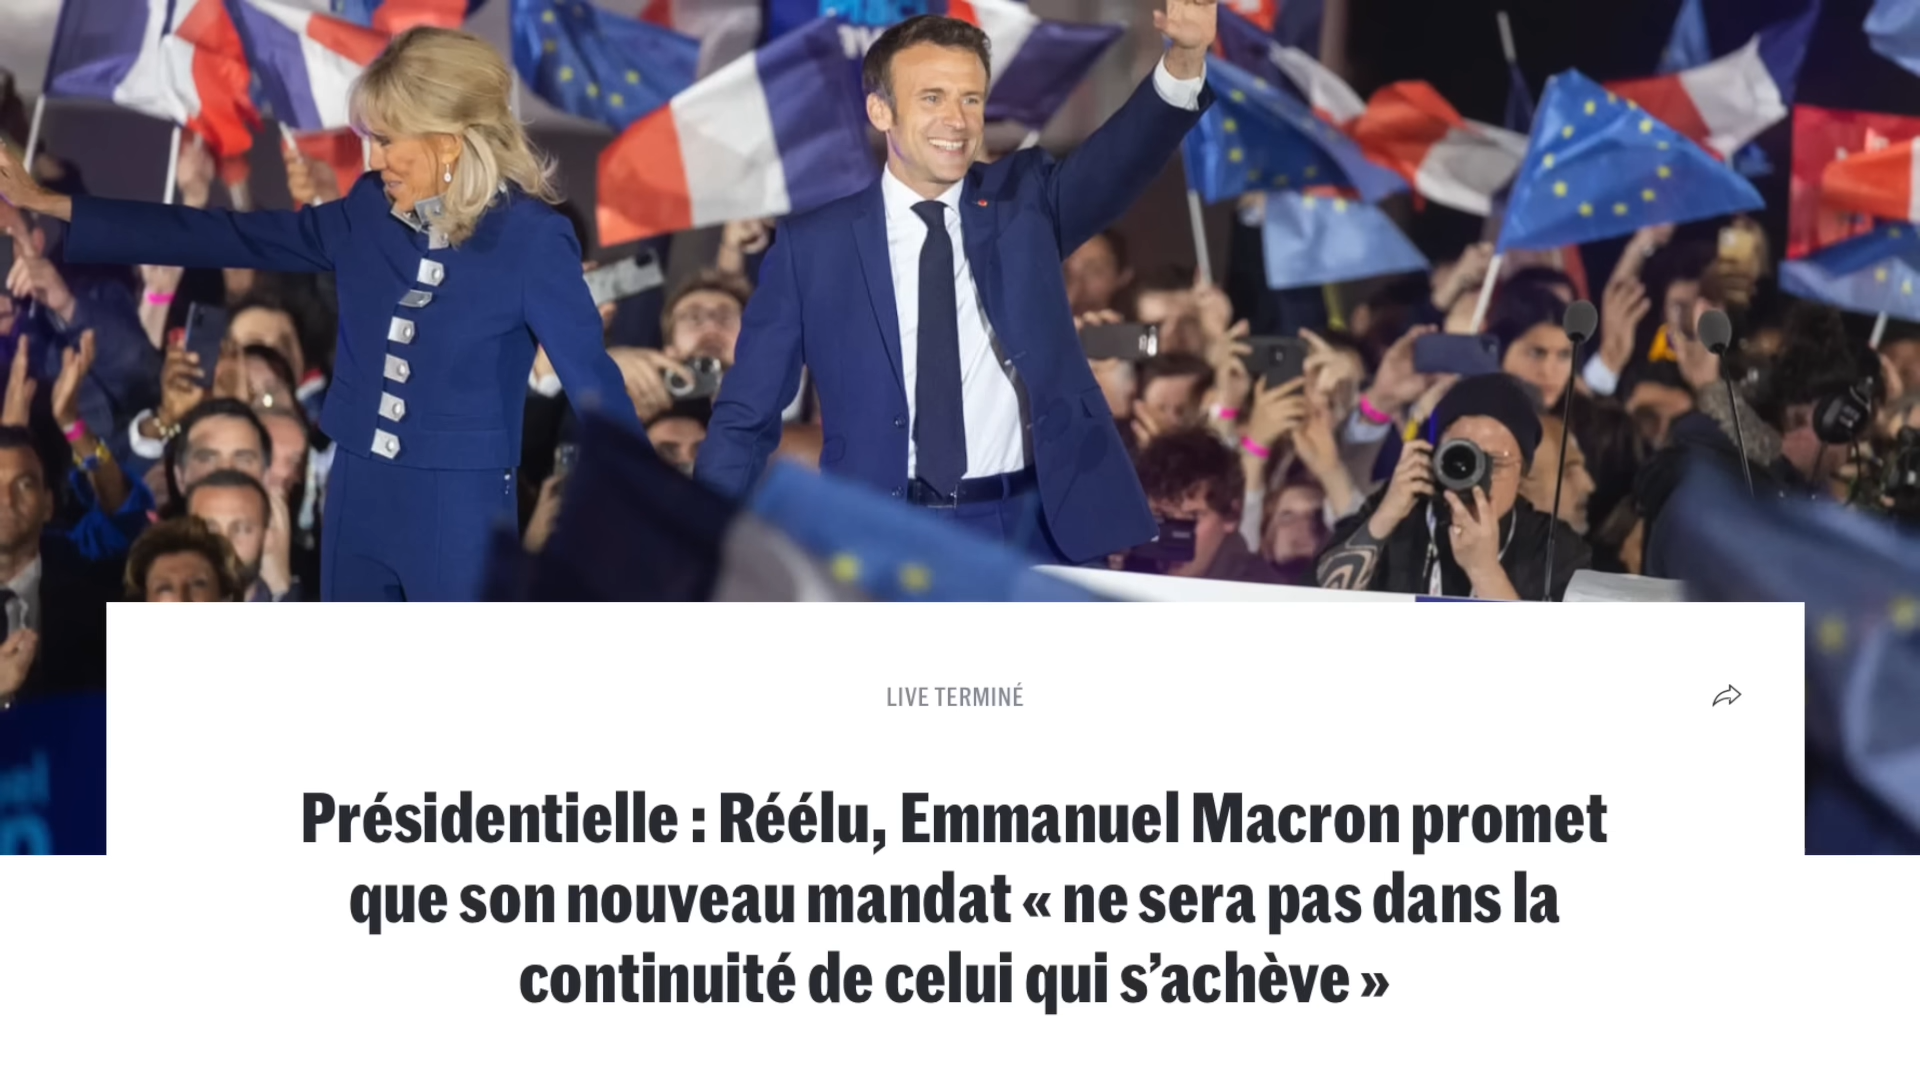 LIVE TERMINÉ
Présidentielle : Réélu, Emmanuel Macron promet
que son nouveau mandat « ne sera pas dans la
continuité de celui qui s’achève »